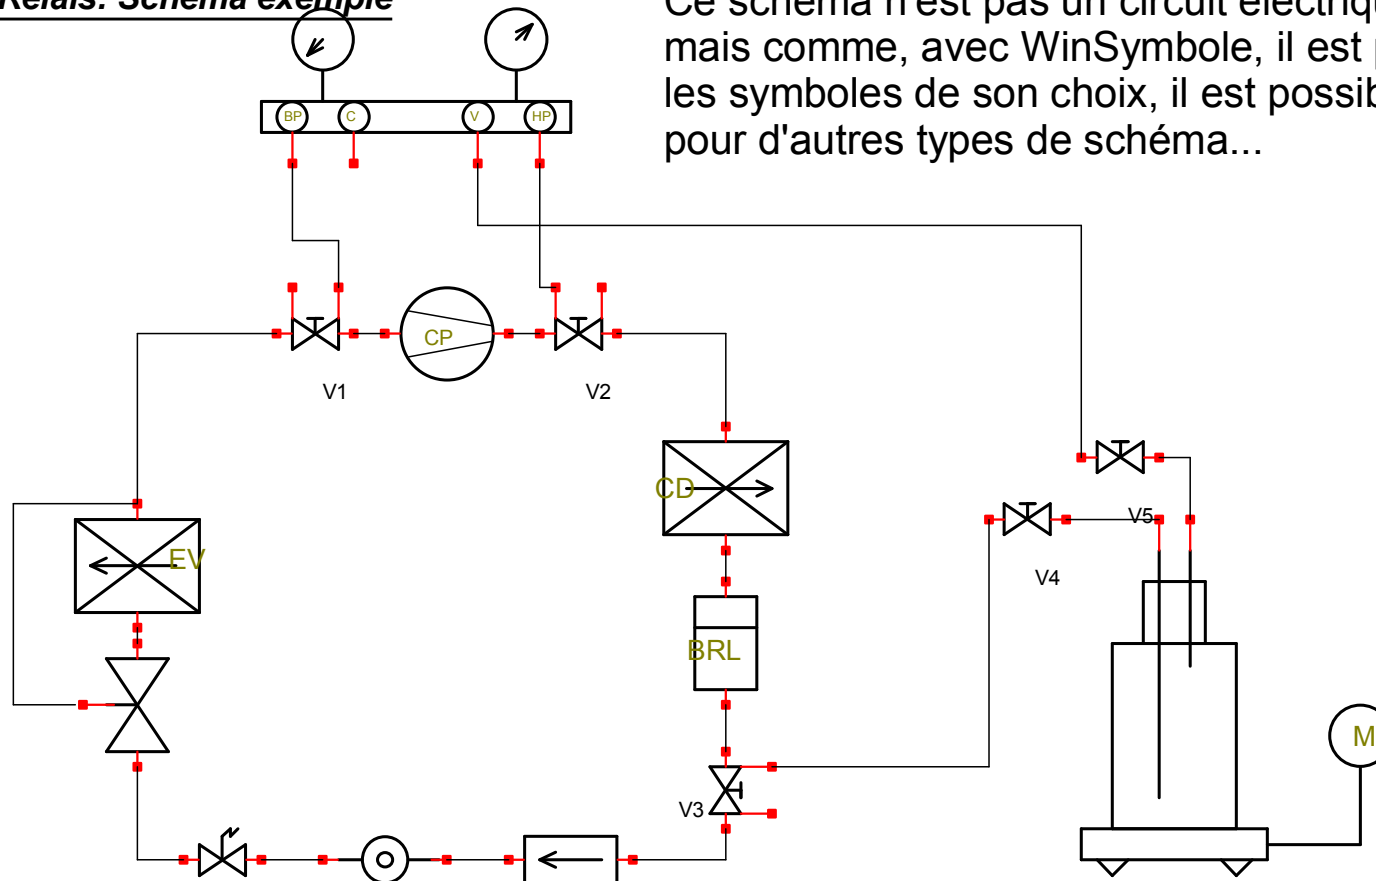 Relais: Schéma exemple
Ce schéma n'est pas un circuit électriqu
mais comme, avec WinSymbole, il est p
les symboles de son choix, il est possib
pour d'autres types de schéma...
BP C V HP
CP
V1 V2
CD
V5
EV
V4
BRL
M
V3